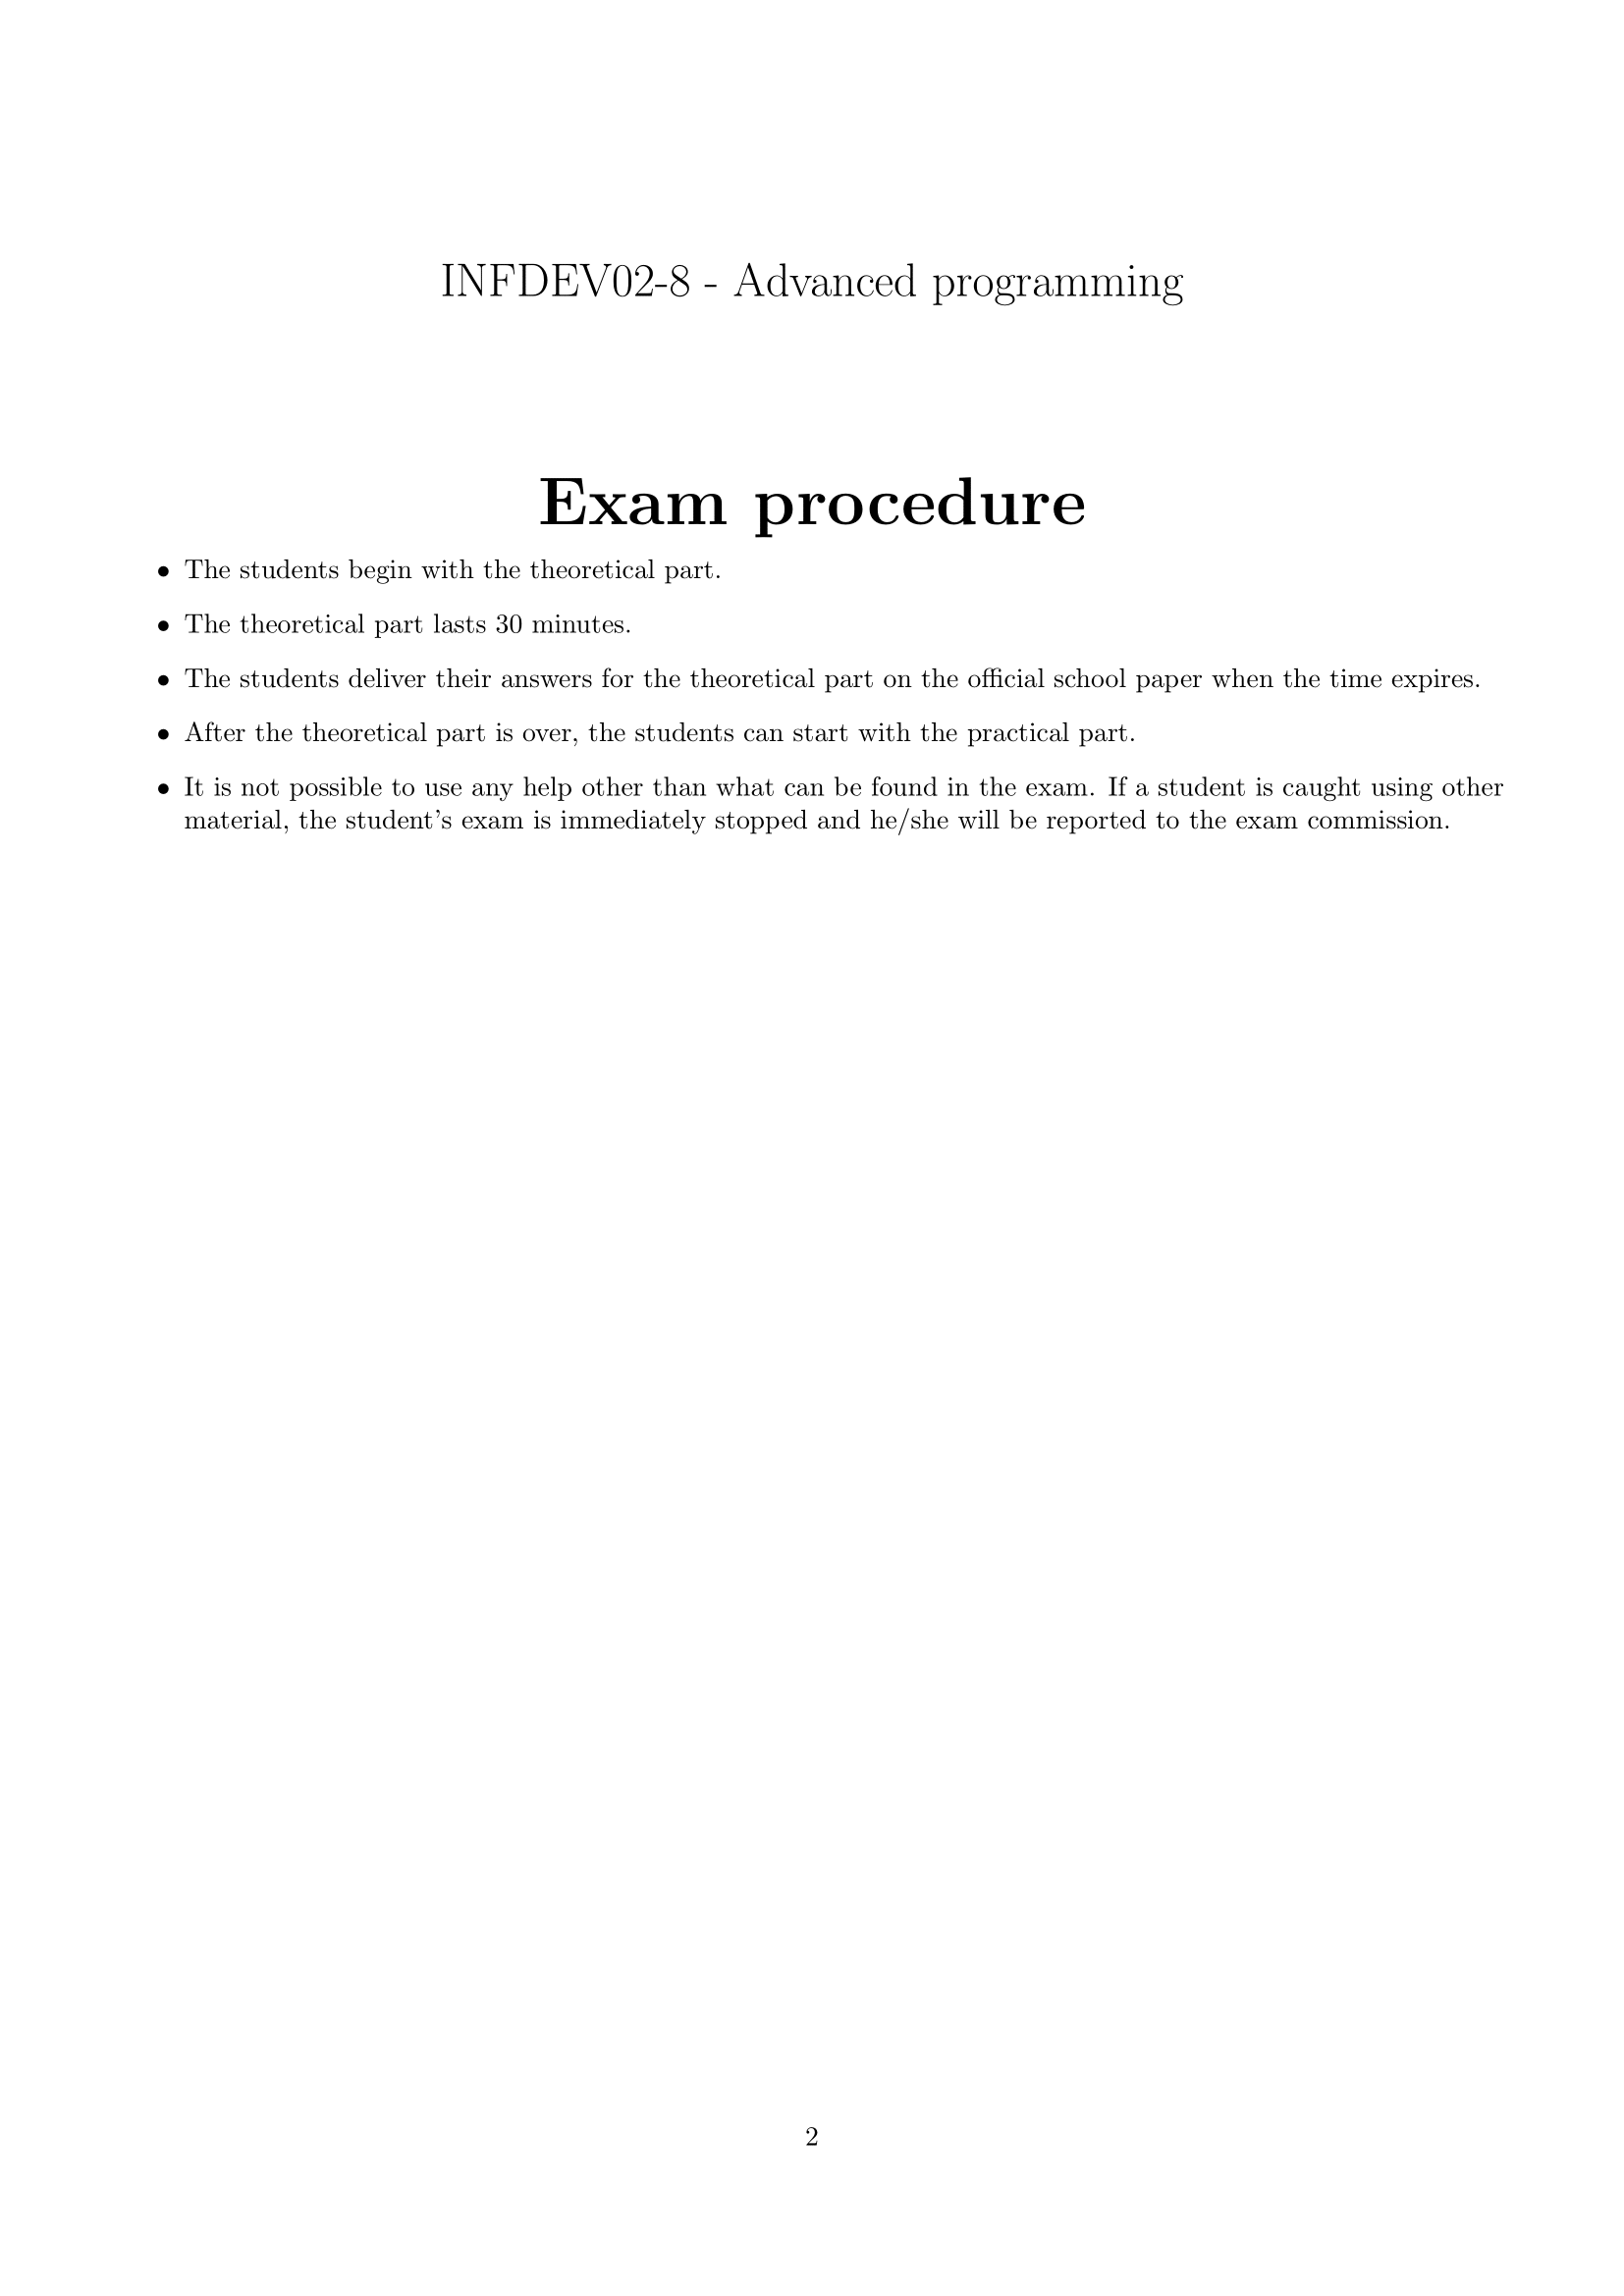 INFDEV02-8 - Advanced programming
Exam procedure
• The students begin with the theoretical part.
• The theoretical part lasts 30 minutes.
• The students deliver their answers for the theoretical part on the official school paper when the time expires.
• After the theoretical part is over, the students can start with the practical part.
• It is not possible to use any help other than what can be found in the exam. If a student is caught using other
material, the student's exam is immediately stopped and he/she will be reported to the exam commission.
2